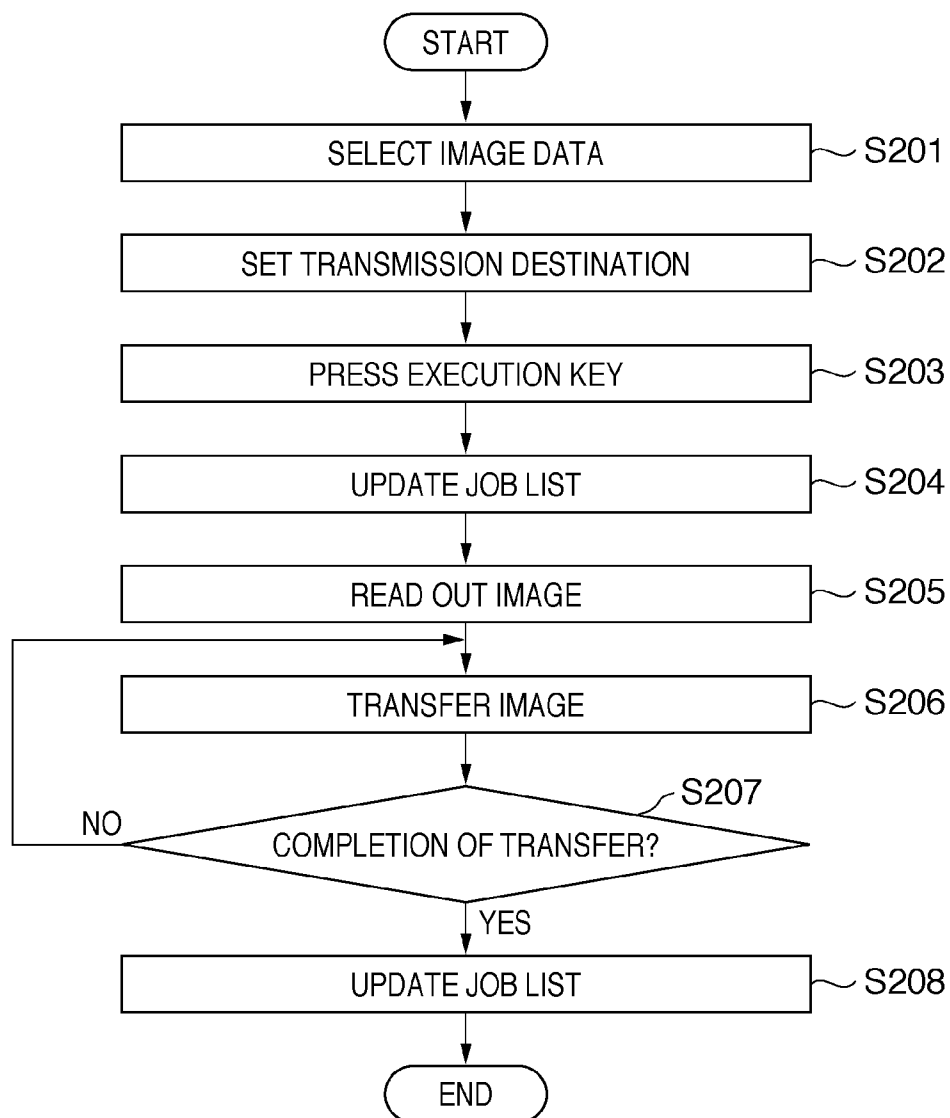 START
SELECT IMAGE DATA
S201
SET TRANSMISSION DESTINATION
S202
PRESS EXECUTION KEY
S203
UPDATE JOB LIST
S204
READ OUT IMAGE
S205
TRANSFER IMAGE
S206
S207
NO
COMPLETION OF TRANSFER?
YES
UPDATE JOB LIST
S208
END